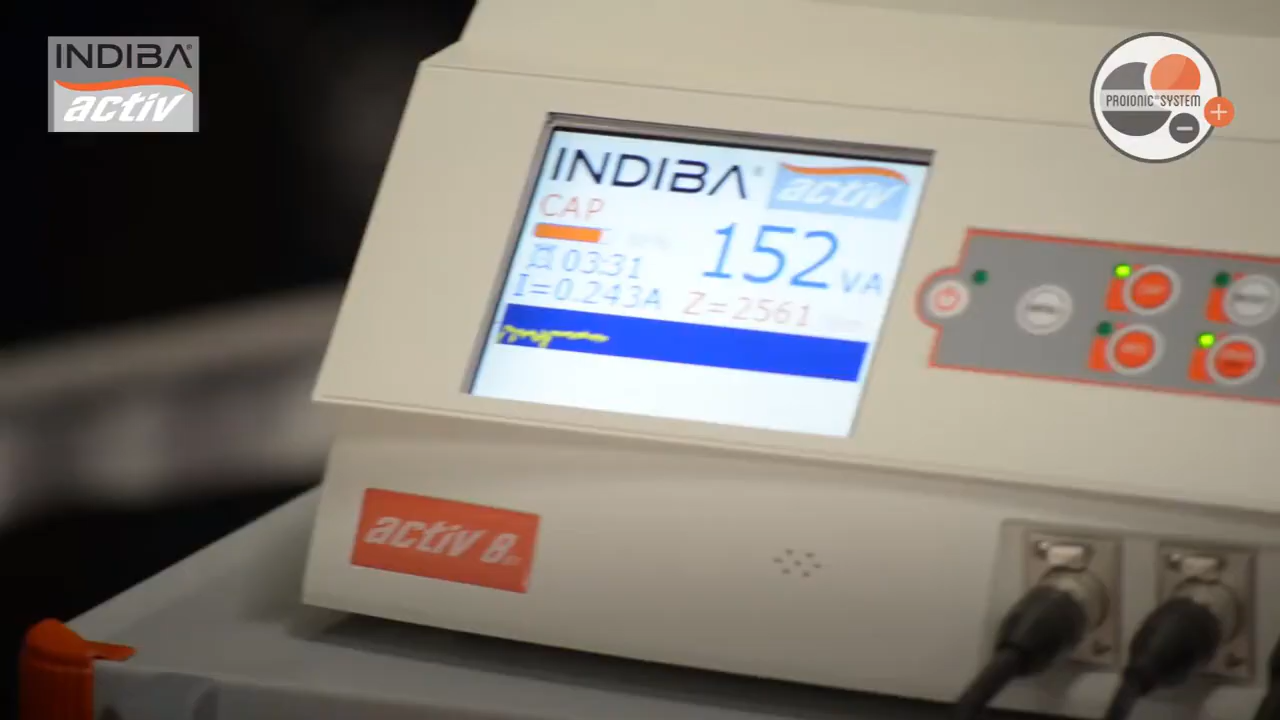 INDIBA®
activ
PROIONIC® SYSTEM
INDIBA®
activ
CAP
152 VA
03:31
I=0.243A Z=2561
activ 8